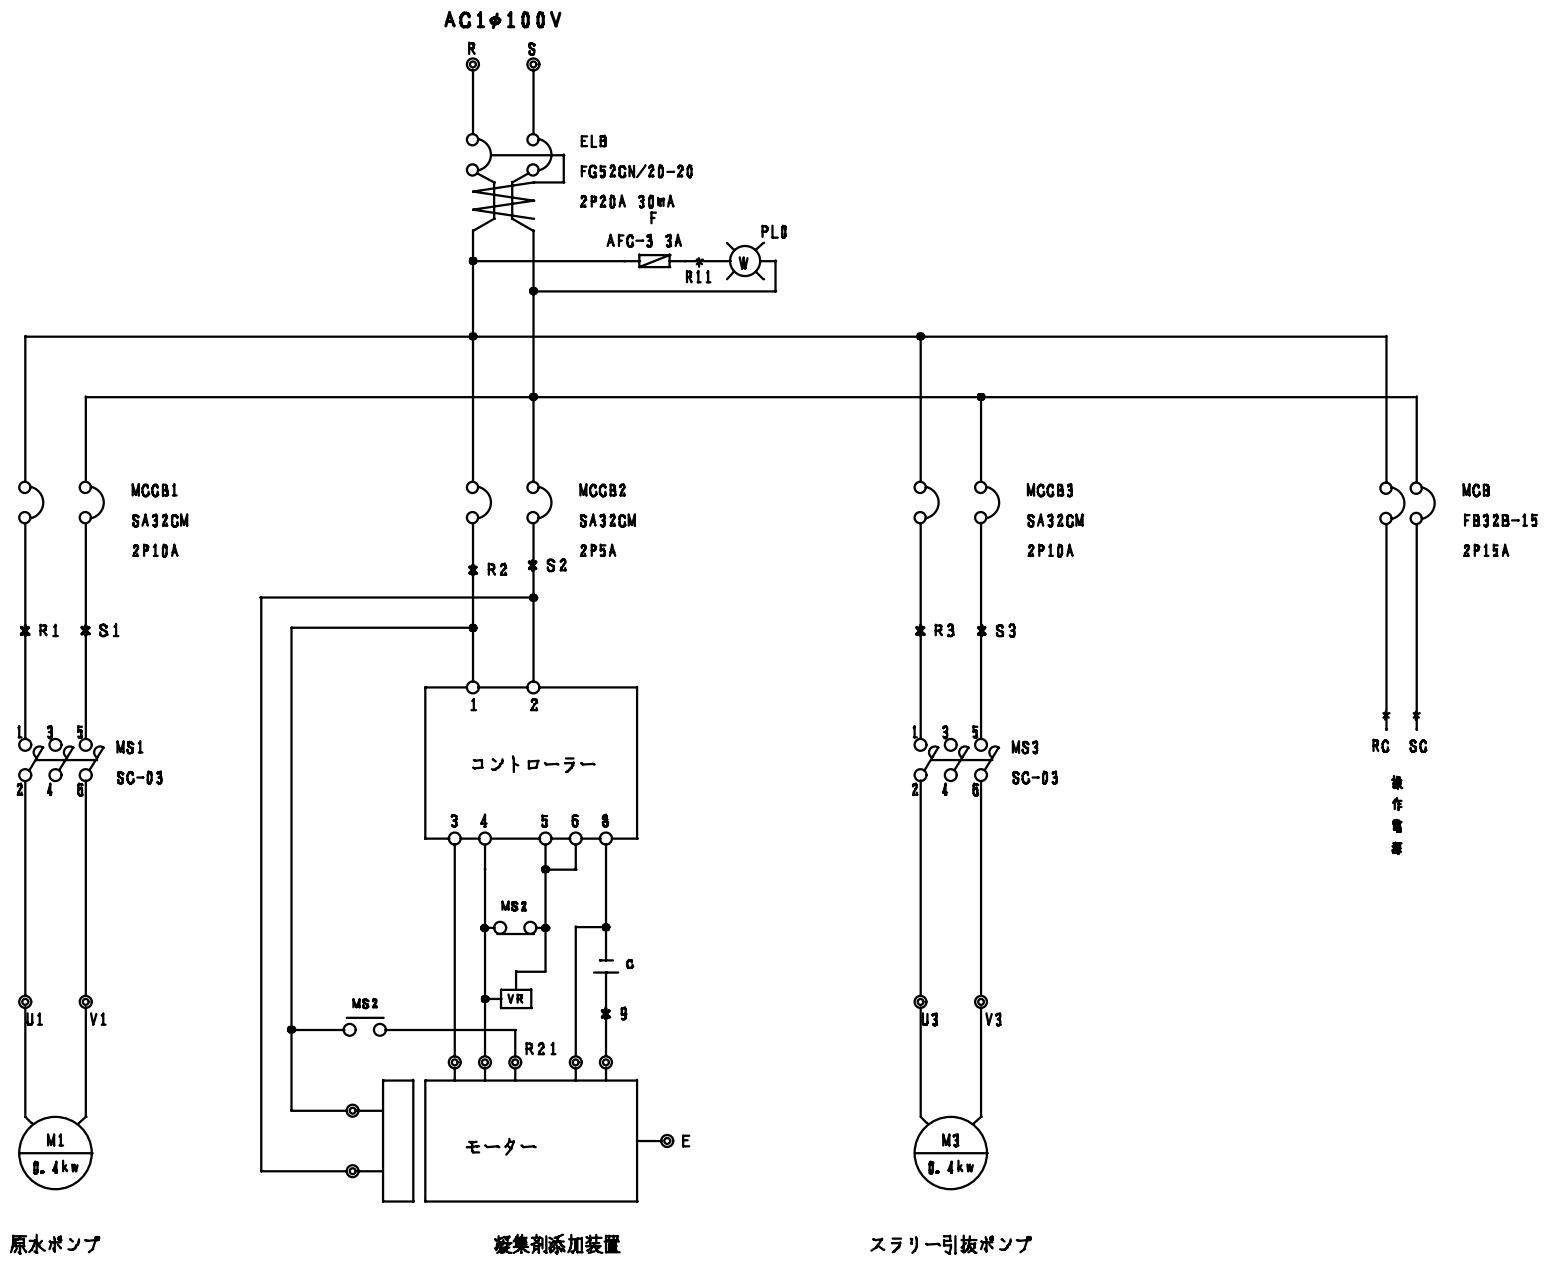 AC1φ100V
R S
ELB
FG52CN/20-20
2P20A 30mA
F
AFC-3 3A
PL0
W
R11
MCCB1
SA32CM
2P10A
MCCB2
SA32CM
2P5A
MCCB3
SA32CM
2P10A
MCB
FB32B-15
2P15A
R2 S2
R1 S1
R3 S3
1 2
1 3 5
MS1
SC-03
2 4 6
コントローラー
3 4 5 6 8
1 3 5
MS3
SC-03
2 4 6
RC SC
操作電源
MS2
C
VR
9
MS2
R21
U1 V1
U3 V3
M1
0.4kw
モーター
E
M3
0.4kw
原水ポンプ
凝集剤添加装置
スラリー引抜ポンプ